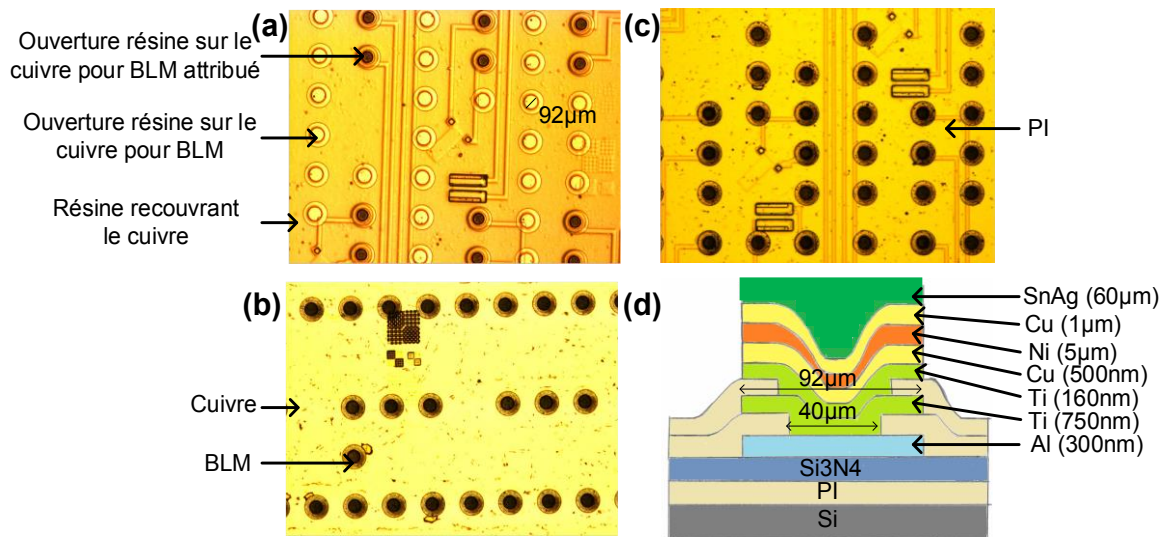 (a)
Ouverture résine sur le
cuivre pour BLM attribué
Ouverture résine sur le
cuivre pour BLM
Résine recouvrant
le cuivre
92µm
(c)
PI
(b)
Cuivre
BLM
(d)
SnAg (60µm)
Cu (1µm)
Ni (5µm)
Cu (500nm)
Ti (160nm)
Ti (750nm)
Al (300nm)
92µm
40µm
Si3N4
PI
Si